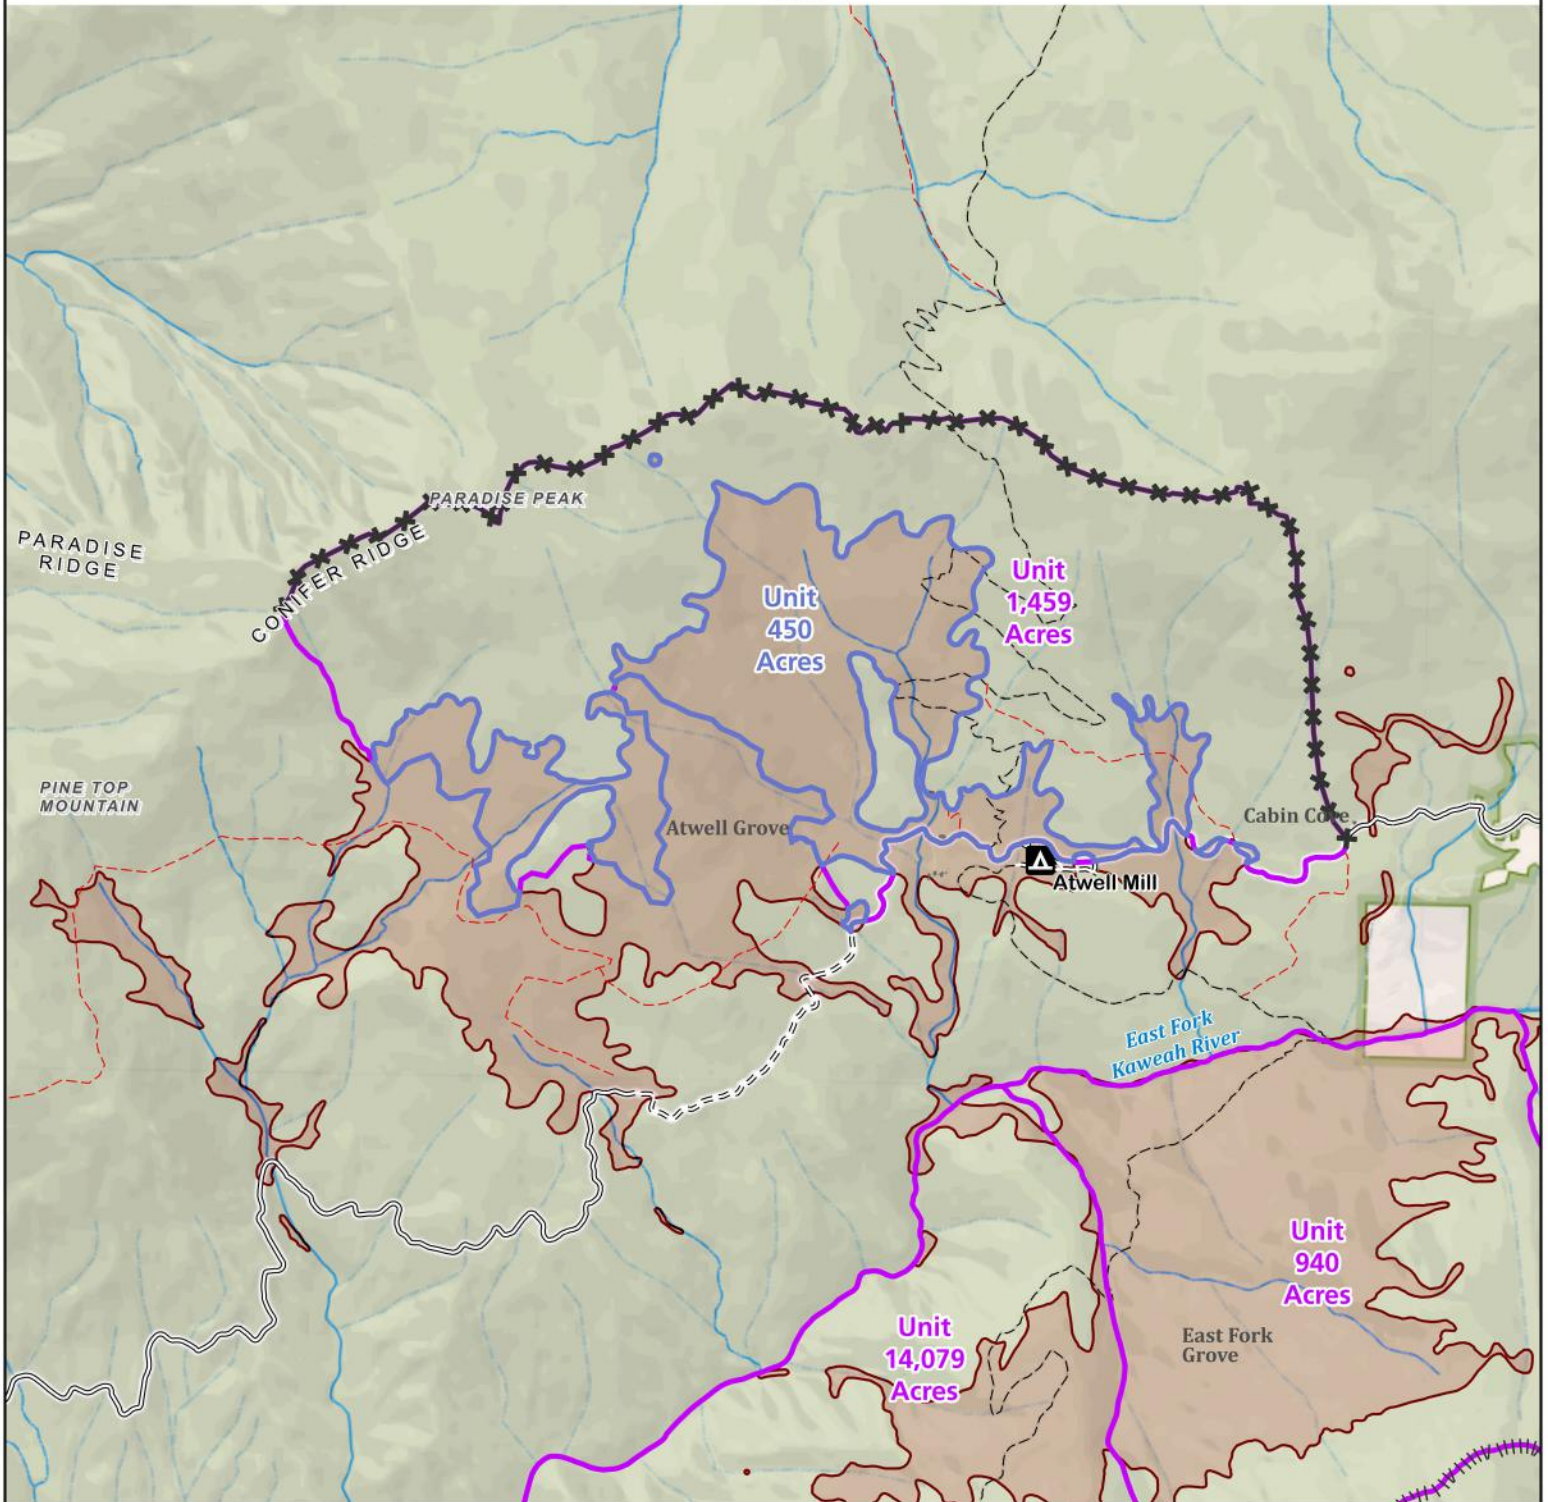 PARADISE PEAK
PARADISE
RIDGE
CONIFER RIDGE
Unit
1,459
Acres
Unit
450
Acres
PINE TOP
MOUNTAIN
Atwell Grove
Cabin Cove
Atwell Mill
East Fork
Kaweah River
Unit
940
Acres
Unit
14,079
Acres
East Fork
Grove